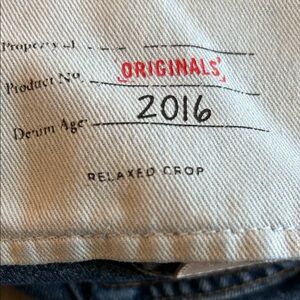 Property of
Product No. ORIGINALS'
Denim Age: 2016
RELAXED CROP